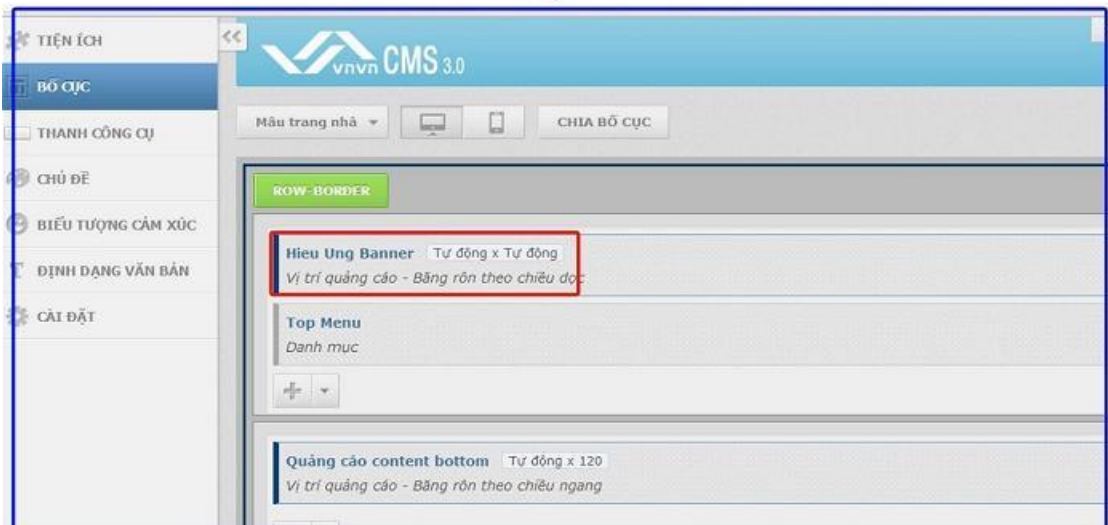 TIỆN ÍCH
<<
vnvn CMS 3.0
BỐ CỤC
Mẫu trang nhà
CHIA BỐ CỤC
THANH CÔNG CỤ
CHỦ ĐỀ
ROW-BORDER
BIỂU TƯỢNG CẢM XÚC
Hieu Ung Banner Tự động x Tự động
Vị trí quảng cáo - Băng rôn theo chiều dọc
ĐỊNH DẠNG VĂN BẢN
CÀI ĐẶT
Top Menu
Danh mục
Quảng cáo content bottom Tự động x 120
Vị trí quảng cáo - Băng rôn theo chiều ngang